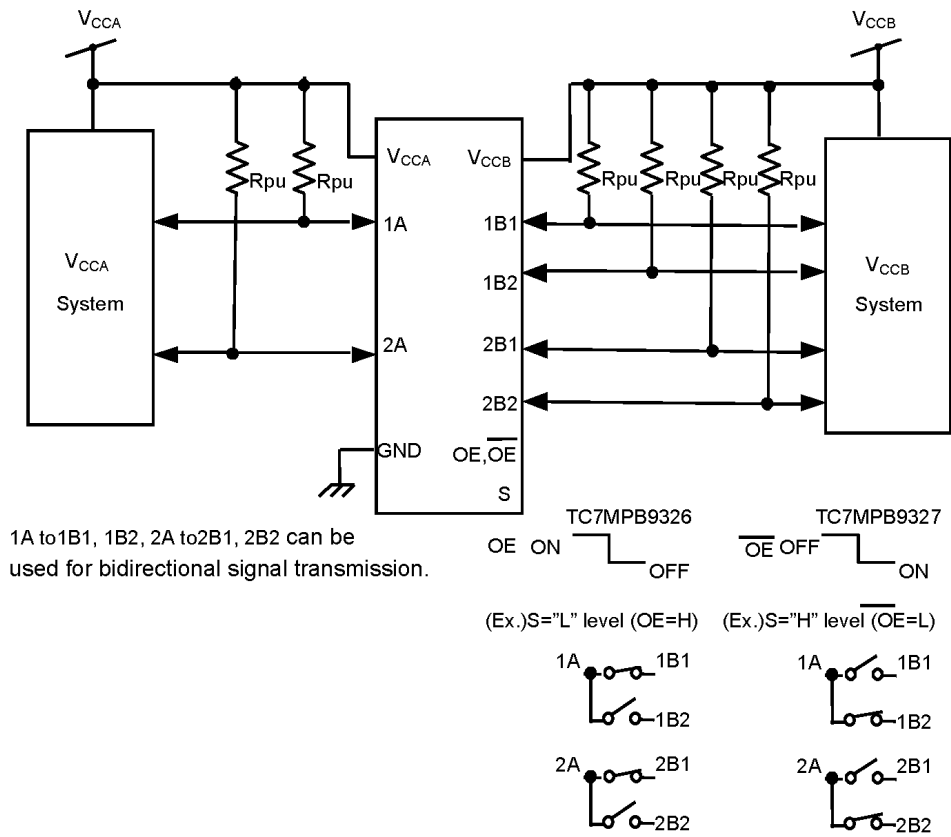 VCCA
VCCB
Rpu
Rpu
Rpu
Rpu
Rpu
Rpu
VCCA
VCCB
1A
1B1
VCCA
System
1B2
VCCB
System
2A
2B1
2B2
GND
OE,O̅E̅
S
1A to1B1, 1B2, 2A to2B1, 2B2 can be
used for bidirectional signal transmission.
TC7MPB9326
TC7MPB9327
OE ON
OFF
O̅E̅ OFF
ON
(Ex.)S="L" level (OE=H)
(Ex.)S="H" level (O̅E̅=L)
1A
1B1
1B2
1A
1B1
1B2
2A
2B1
2B2
2A
2B1
2B2